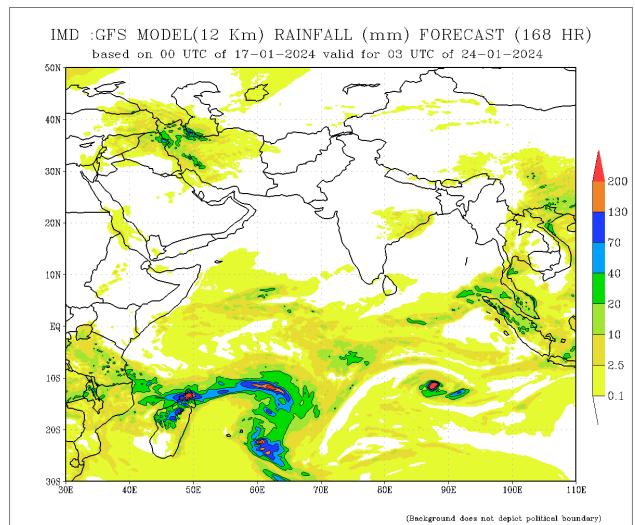 IMD :GFS MODEL(12 Km) RAINFALL (mm) FORECAST (168 HR)
based on 00 UTC of 17-01-2024 valid for 03 UTC of 24-01-2024
50N
40N
30N
20N
10N
EQ
10S
20S
30S
30E 40E 50E 60E 70E 80E 90E 100E 110E
200
130
70
40
20
10
2.5
0.1
(Background does not depict political boundary)